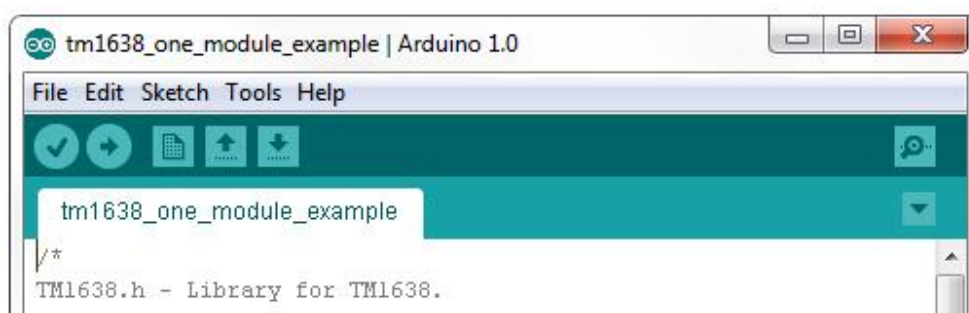 tm1638_one_module_example | Arduino 1.0
File Edit Sketch Tools Help
tm1638_one_module_example
/*
TM1638.h - Library for TM1638.